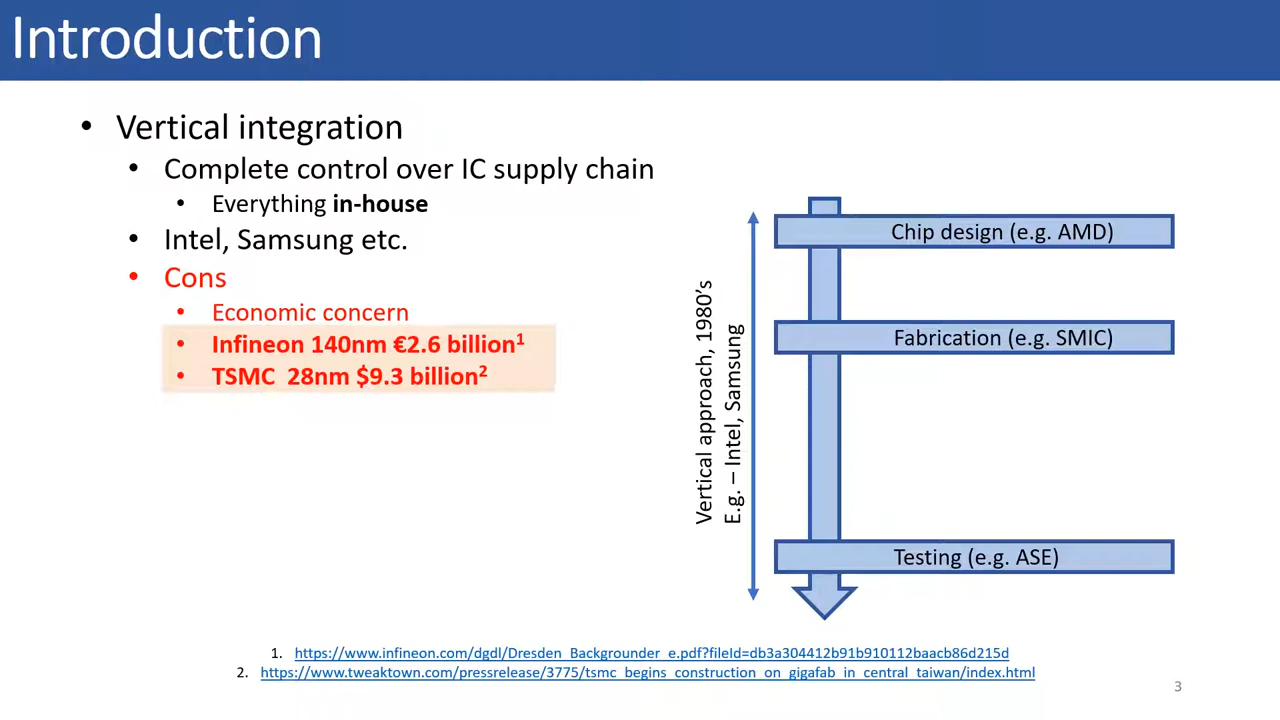 Introduction
• Vertical integration
• Complete control over IC supply chain
• Everything in-house
• Intel, Samsung etc.
• Cons
• Economic concern
• Infineon 140nm €2.6 billion¹
• TSMC 28nm $9.3 billion²
Vertical approach, 1980's
E.g. – Intel, Samsung
Chip design (e.g. AMD)
Fabrication (e.g. SMIC)
Testing (e.g. ASE)
1. https://www.infineon.com/dgdl/Dresden_Backgrounder_e.pdf?fileId=db3a304412b91b910112baacb86d215d
2. https://www.tweaktown.com/pressrelease/3775/tsmc_begins_construction_on_gigafab_in_central_taiwan/index.html
3